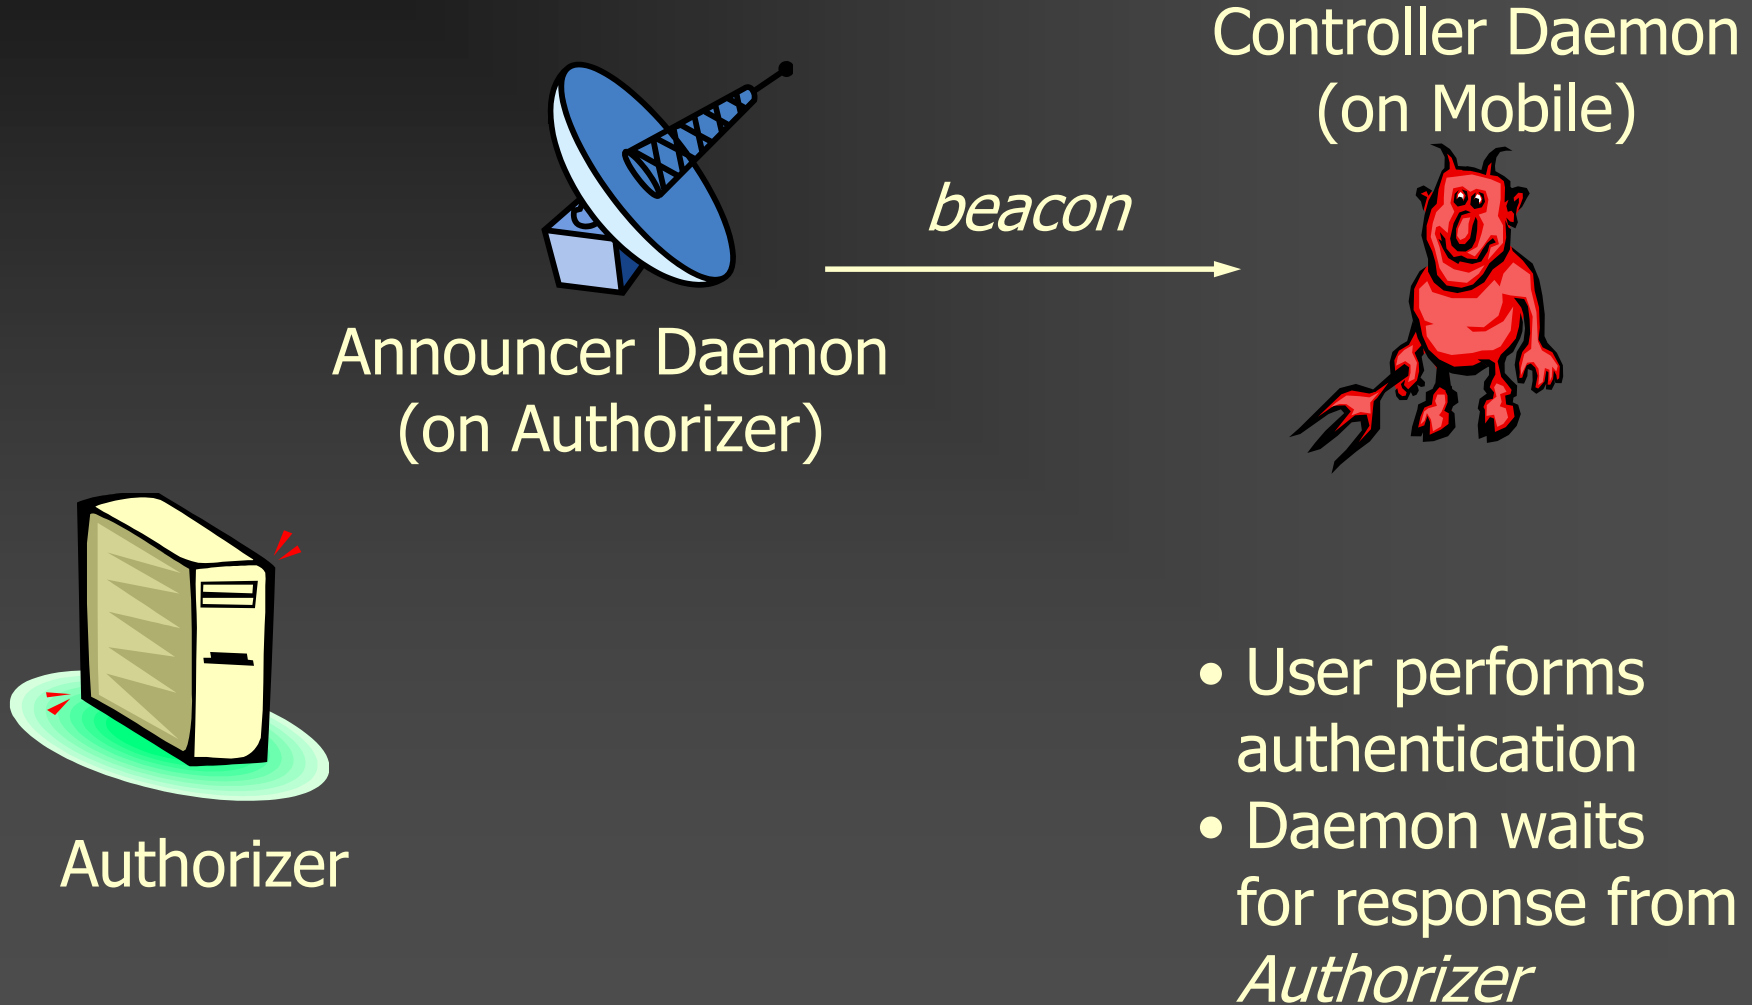 Controller Daemon
(on Mobile)
beacon
Announcer Daemon
(on Authorizer)
Authorizer
• User performs
authentication
• Daemon waits
for response from
Authorizer